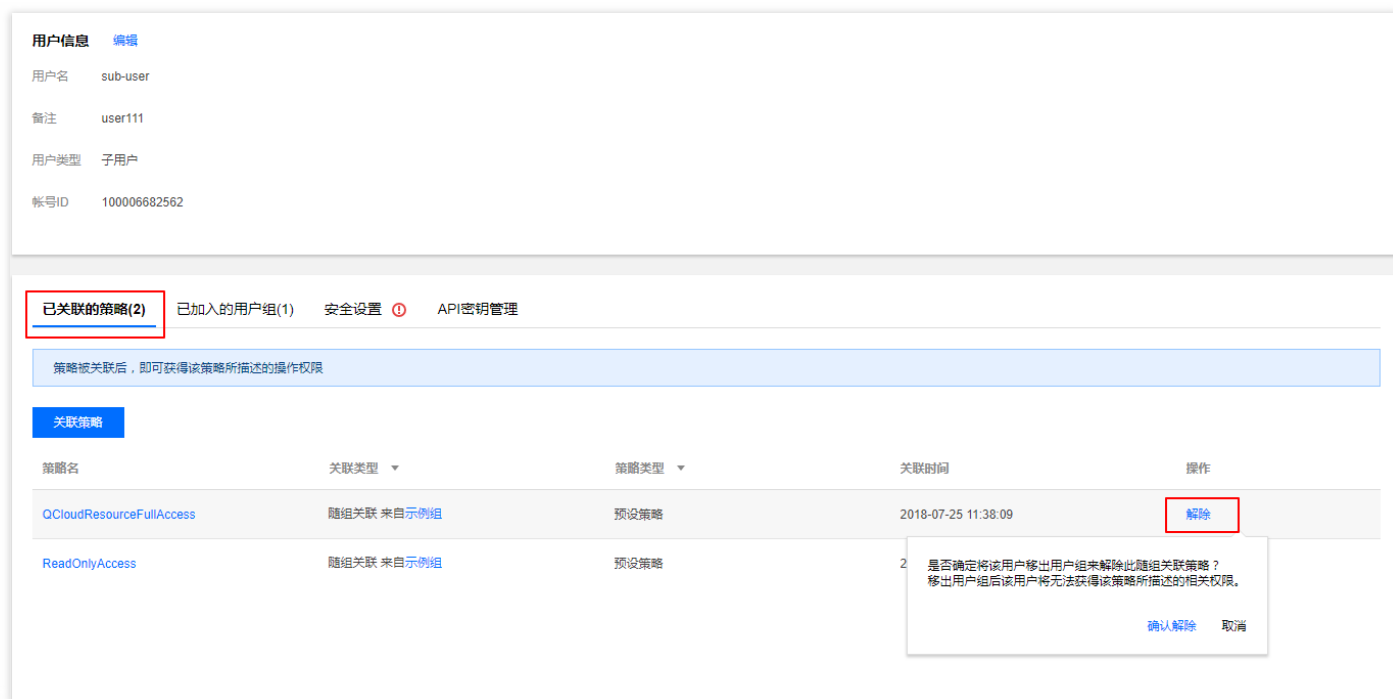 用户信息 编辑
用户名 sub-user
备注 user111
用户类型 子用户
帐号ID 100006682562
已关联的策略(2) 已加入的用户组(1) 安全设置 API密钥管理
策略被关联后，即可获得该策略所描述的操作权限
关联策略
策略名 关联类型 策略类型 关联时间 操作
QCloudResourceFullAccess 随组关联 来自示例组 预设策略 2018-07-25 11:38:09 解除
ReadOnlyAccess 随组关联 来自示例组 预设策略 2
是否确定将该用户移出用户组来解除此随组关联策略？
移出用户组后该用户将无法获得该策略所描述的相关权限。
确认解除 取消